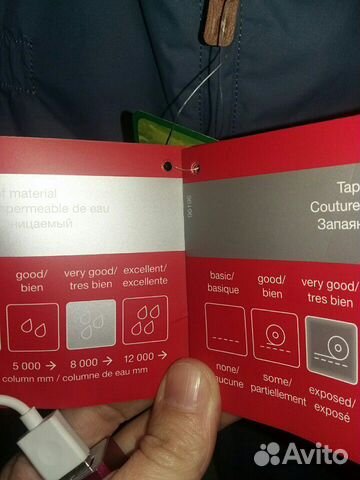 of material
impermeable de eau
good/
bien
very good/
tres bien
excellent/
excellente
5 000 → 8 000 → 12 000 →
column mm / colonne de eau mm
Tap
Couture
Запаян
basic/
basique
good/
bien
very good/
tres bien
none/
aucune
some/
partiellement
exposed/
exposé
Avito